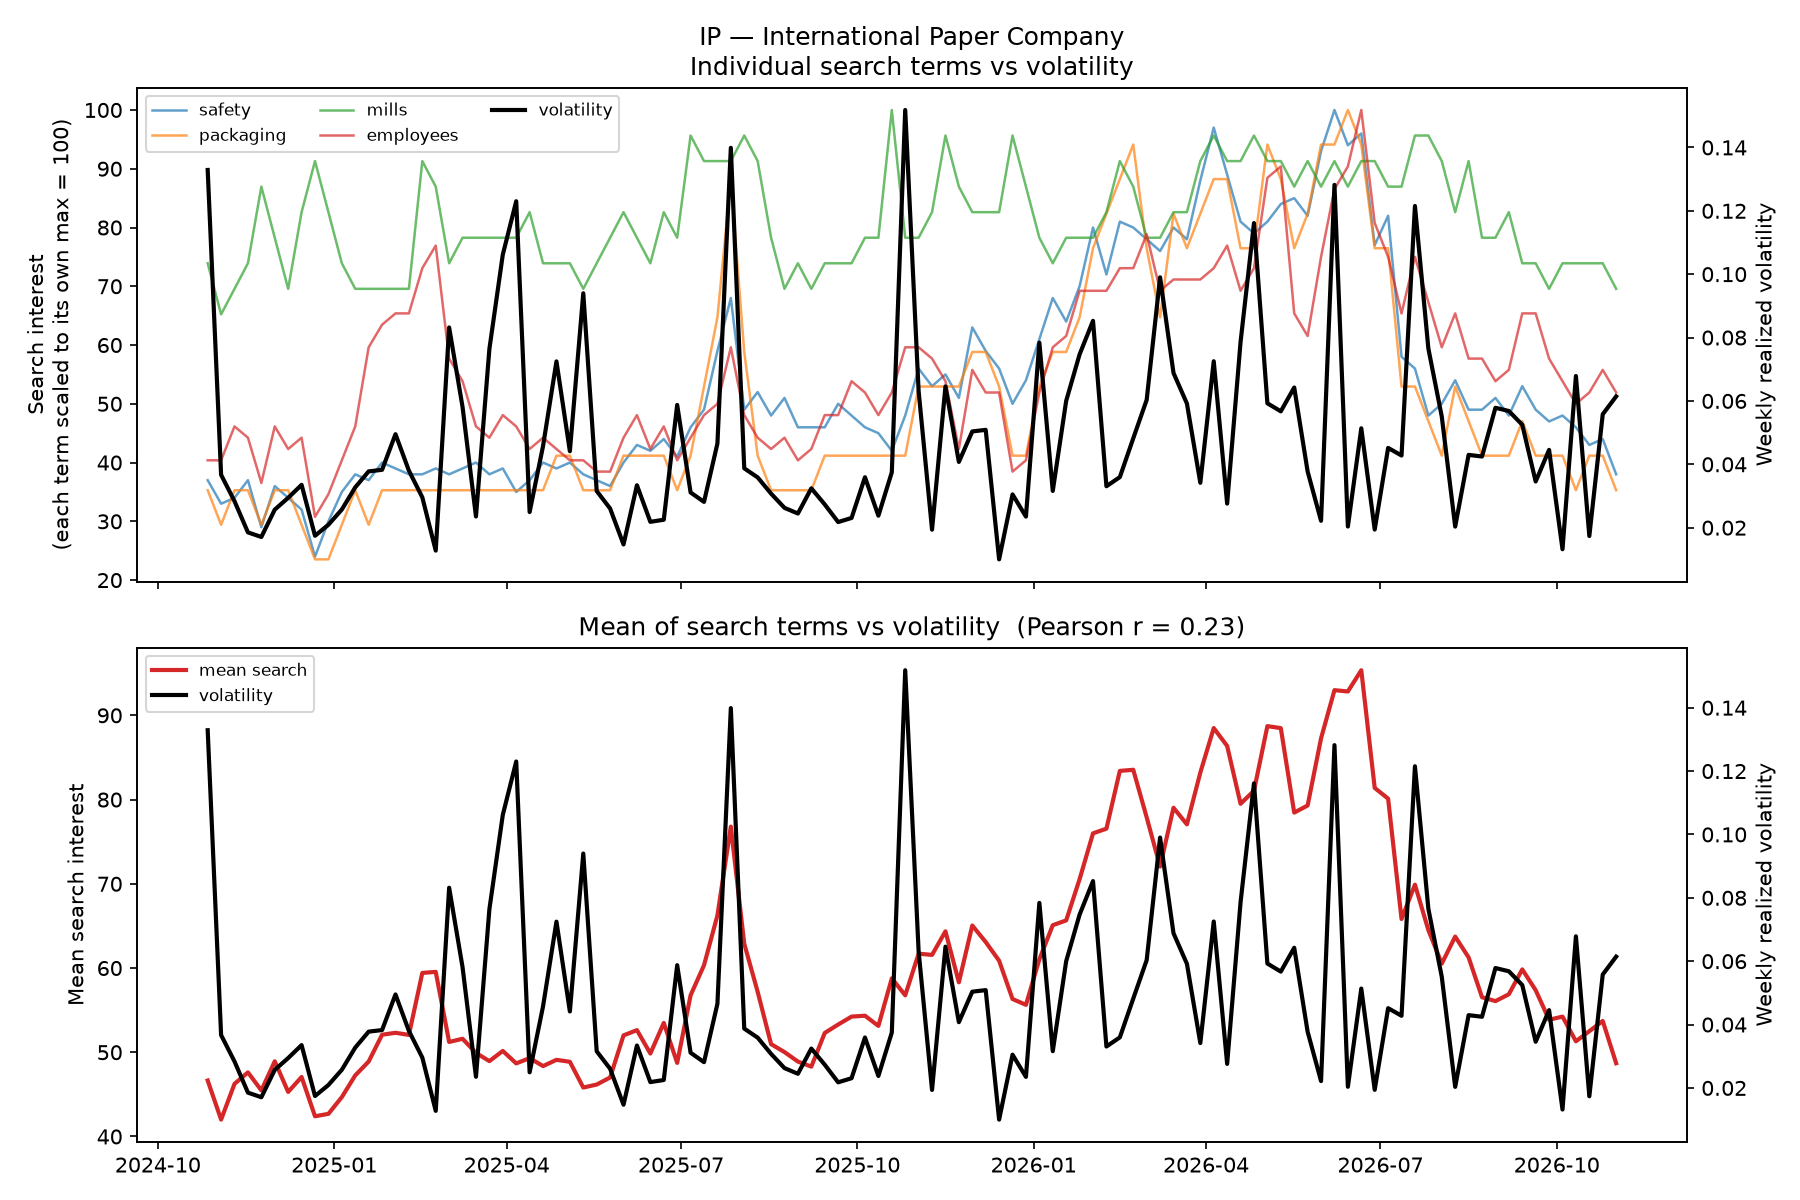 IP — International Paper Company
Individual search terms vs volatility
safety
packaging
mills
employees
volatility
Search interest
(each term scaled to its own max = 100)
100
90
80
70
60
50
40
30
20
Weekly realized volatility
0.14
0.12
0.10
0.08
0.06
0.04
0.02
Mean of search terms vs volatility  (Pearson r = 0.23)
mean search
volatility
Mean search interest
90
80
70
60
50
40
Weekly realized volatility
0.14
0.12
0.10
0.08
0.06
0.04
0.02
2024-10
2025-01
2025-04
2025-07
2025-10
2026-01
2026-04
2026-07
2026-10